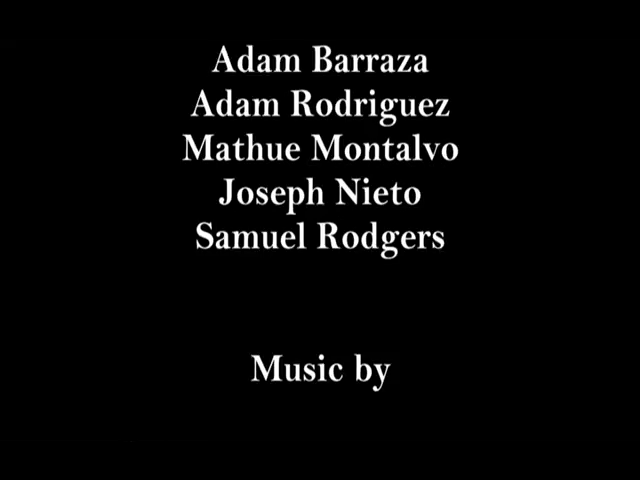 Adam Barraza
Adam Rodriguez
Mathue Montalvo
Joseph Nieto
Samuel Rodgers
Music by